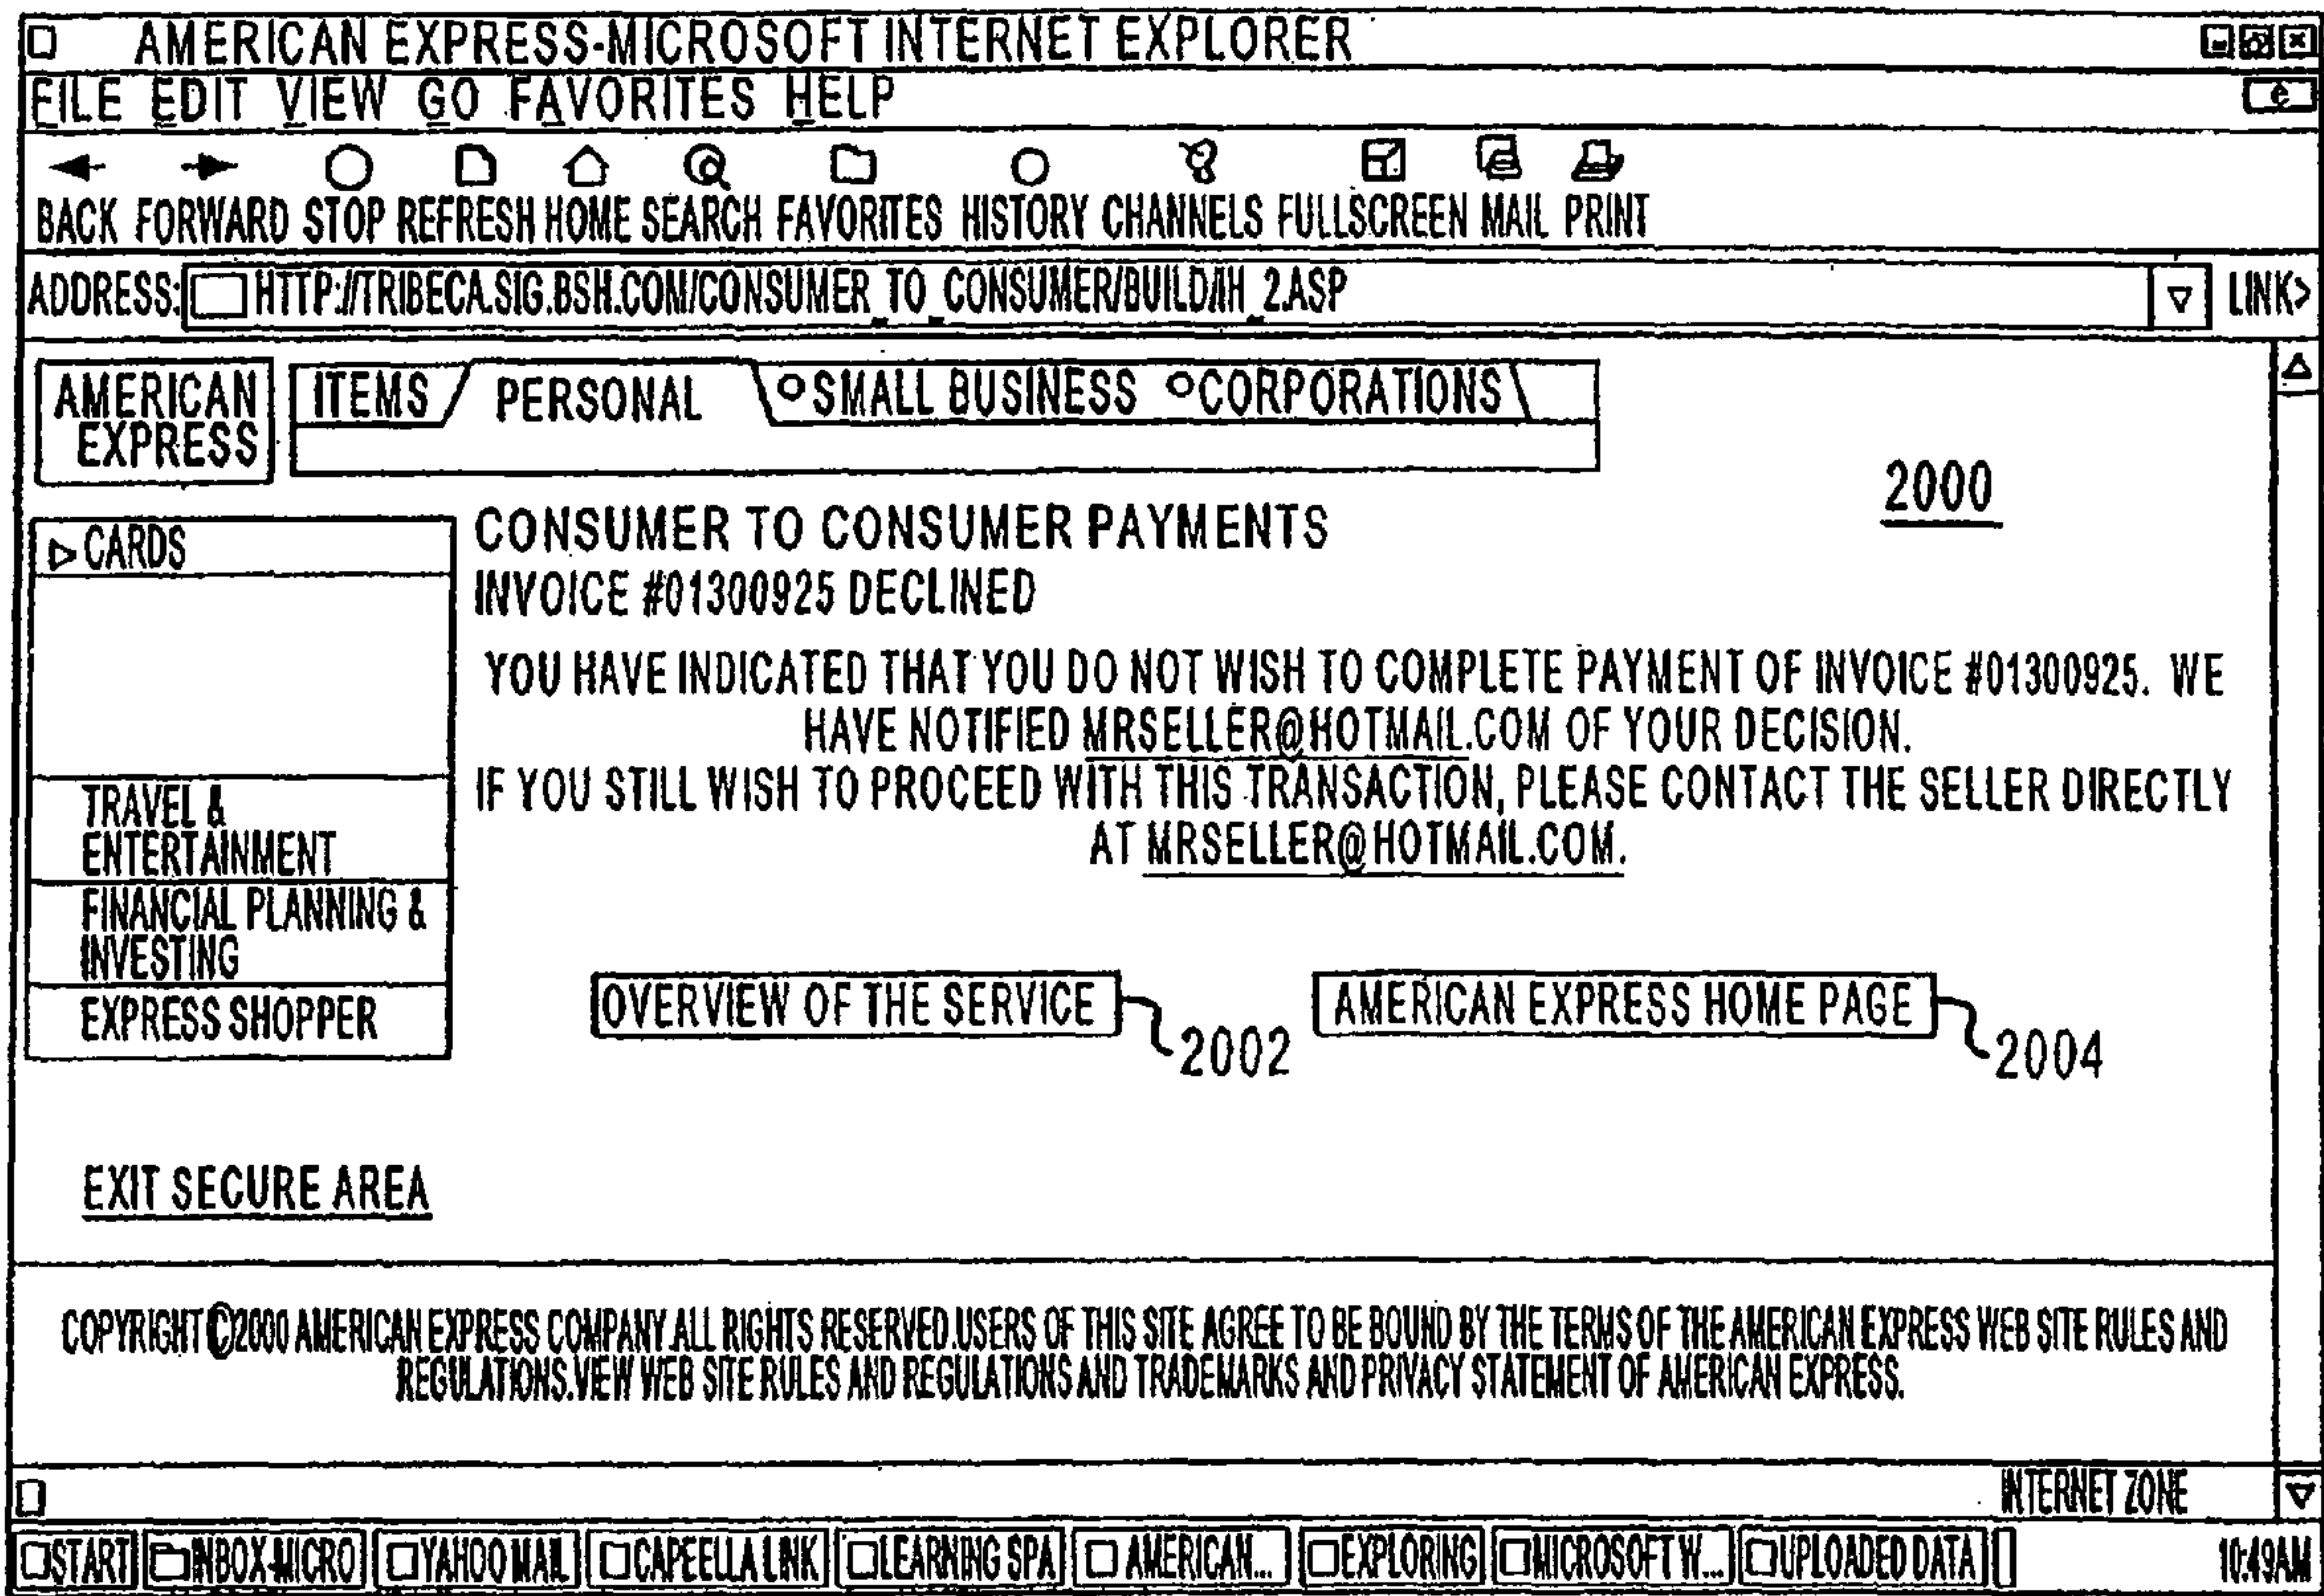 AMERICAN EXPRESS-MICROSOFT INTERNET EXPLORER
FILE EDIT VIEW GO FAVORITES HELP
BACK FORWARD STOP REFRESH HOME SEARCH FAVORITES HISTORY CHANNELS FULLSCREEN MAIL PRINT
ADDRESS: HTTP://TRIBECA.SIG.BSH.COM/CONSUMER_TO_CONSUMER/BUILD/IH_2.ASP LINK>
AMERICAN EXPRESS
ITEMS PERSONAL SMALL BUSINESS CORPORATIONS
2000
CARDS
TRAVEL &
ENTERTAINMENT
FINANCIAL PLANNING &
INVESTING
EXPRESS SHOPPER
EXIT SECURE AREA
CONSUMER TO CONSUMER PAYMENTS
INVOICE #01300925 DECLINED
YOU HAVE INDICATED THAT YOU DO NOT WISH TO COMPLETE PAYMENT OF INVOICE #01300925. WE
HAVE NOTIFIED MRSELLER@HOTMAIL.COM OF YOUR DECISION.
IF YOU STILL WISH TO PROCEED WITH THIS TRANSACTION, PLEASE CONTACT THE SELLER DIRECTLY
AT MRSELLER@HOTMAIL.COM.
OVERVIEW OF THE SERVICE 2002 AMERICAN EXPRESS HOME PAGE 2004
COPYRIGHT ©2000 AMERICAN EXPRESS COMPANY.ALL RIGHTS RESERVED.USERS OF THIS SITE AGREE TO BE BOUND BY THE TERMS OF THE AMERICAN EXPRESS WEB SITE RULES AND
REGULATIONS.VIEW WEB SITE RULES AND REGULATIONS AND TRADEMARKS AND PRIVACY STATEMENT OF AMERICAN EXPRESS.
INTERNET ZONE
START INBOX-MICRO YAHOO MAIL CAPEELLA LINK LEARNING SPA AMERICAN... EXPLORING MICROSOFT W... UPLOADED DATA 10:49AM